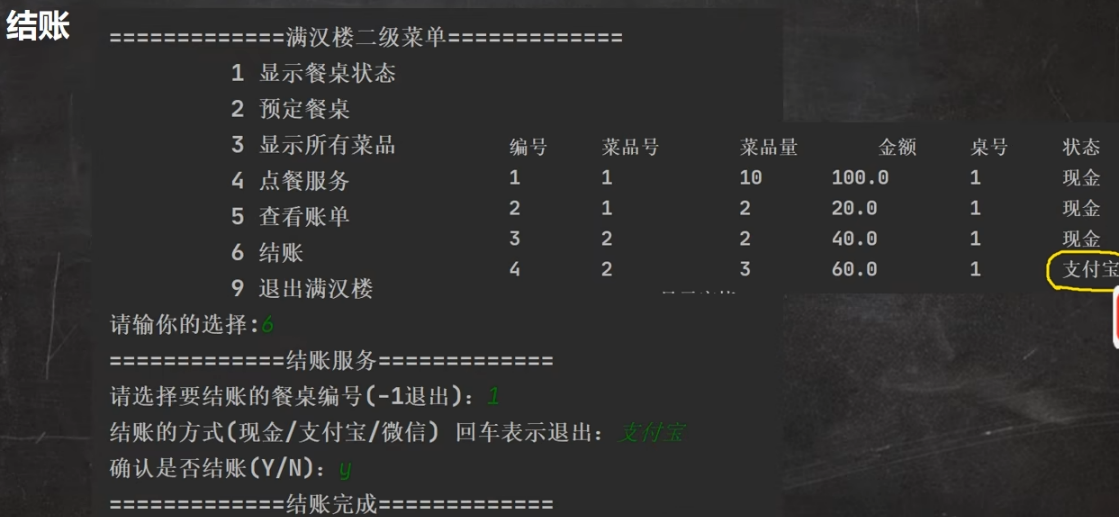 结账
=============满汉楼二级菜单=============
1 显示餐桌状态
2 预定餐桌
3 显示所有菜品
4 点餐服务
5 查看账单
6 结账
9 退出满汉楼
请输你的选择:6
=============结账服务=============
请选择要结账的餐桌编号(-1退出)：1
结账的方式(现金/支付宝/微信) 回车表示退出：支付宝
确认是否结账(Y/N)：y
=============结账完成=============
编号 菜品号 菜品量 金额 桌号 状态
1 1 10 100.0 1 现金
2 1 2 20.0 1 现金
3 2 2 40.0 1 现金
4 2 3 60.0 1 支付宝